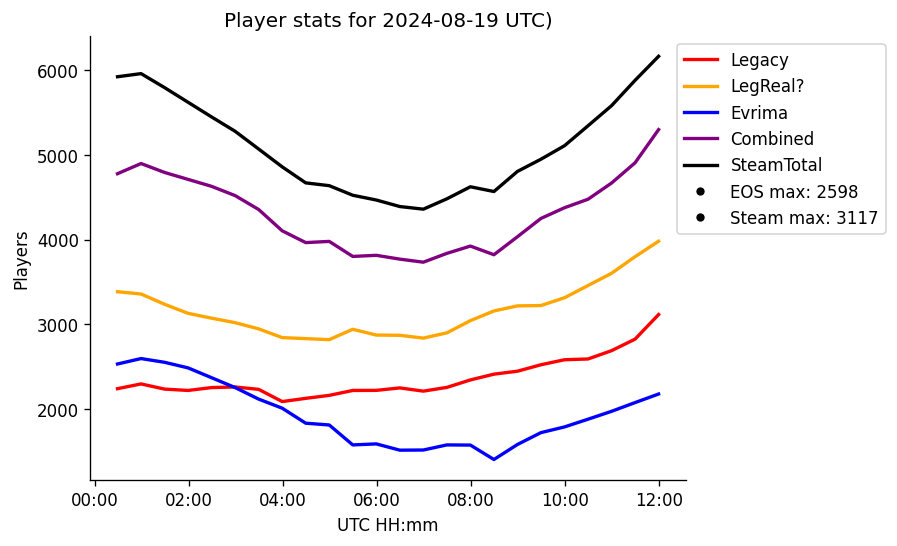 Player stats for 2024-08-19 UTC)
Legacy
LegReal?
Evrima
Combined
SteamTotal
EOS max: 2598
Steam max: 3117
Players
6000
5000
4000
3000
2000
00:00 02:00 04:00 06:00 08:00 10:00 12:00
UTC HH:mm